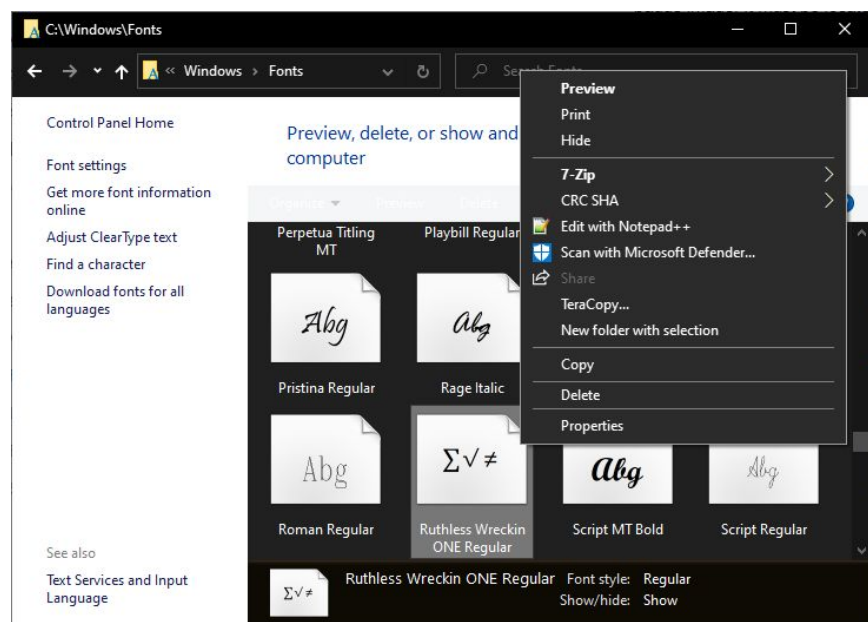 C:\Windows\Fonts
Windows > Fonts
Search Fonts
Control Panel Home
Font settings
Get more font information
online
Adjust ClearType text
Find a character
Download fonts for all
languages
See also
Text Services and Input
Language
Preview, delete, or show and
computer
Organize Preview Delete
Perpetua Titling
MT
Playbill Regular
Abg
Pristina Regular
Abg
Rage Italic
Abg
Roman Regular
Σ√≠
Ruthless Wreckin
ONE Regular
Abg
Script MT Bold
Abg
Script Regular
Preview
Print
Hide
7-Zip
CRC SHA
Edit with Notepad++
Scan with Microsoft Defender...
Share
TeraCopy...
New folder with selection
Copy
Delete
Properties
Σ√≠
Ruthless Wreckin ONE Regular Font style: Regular
Show/hide: Show